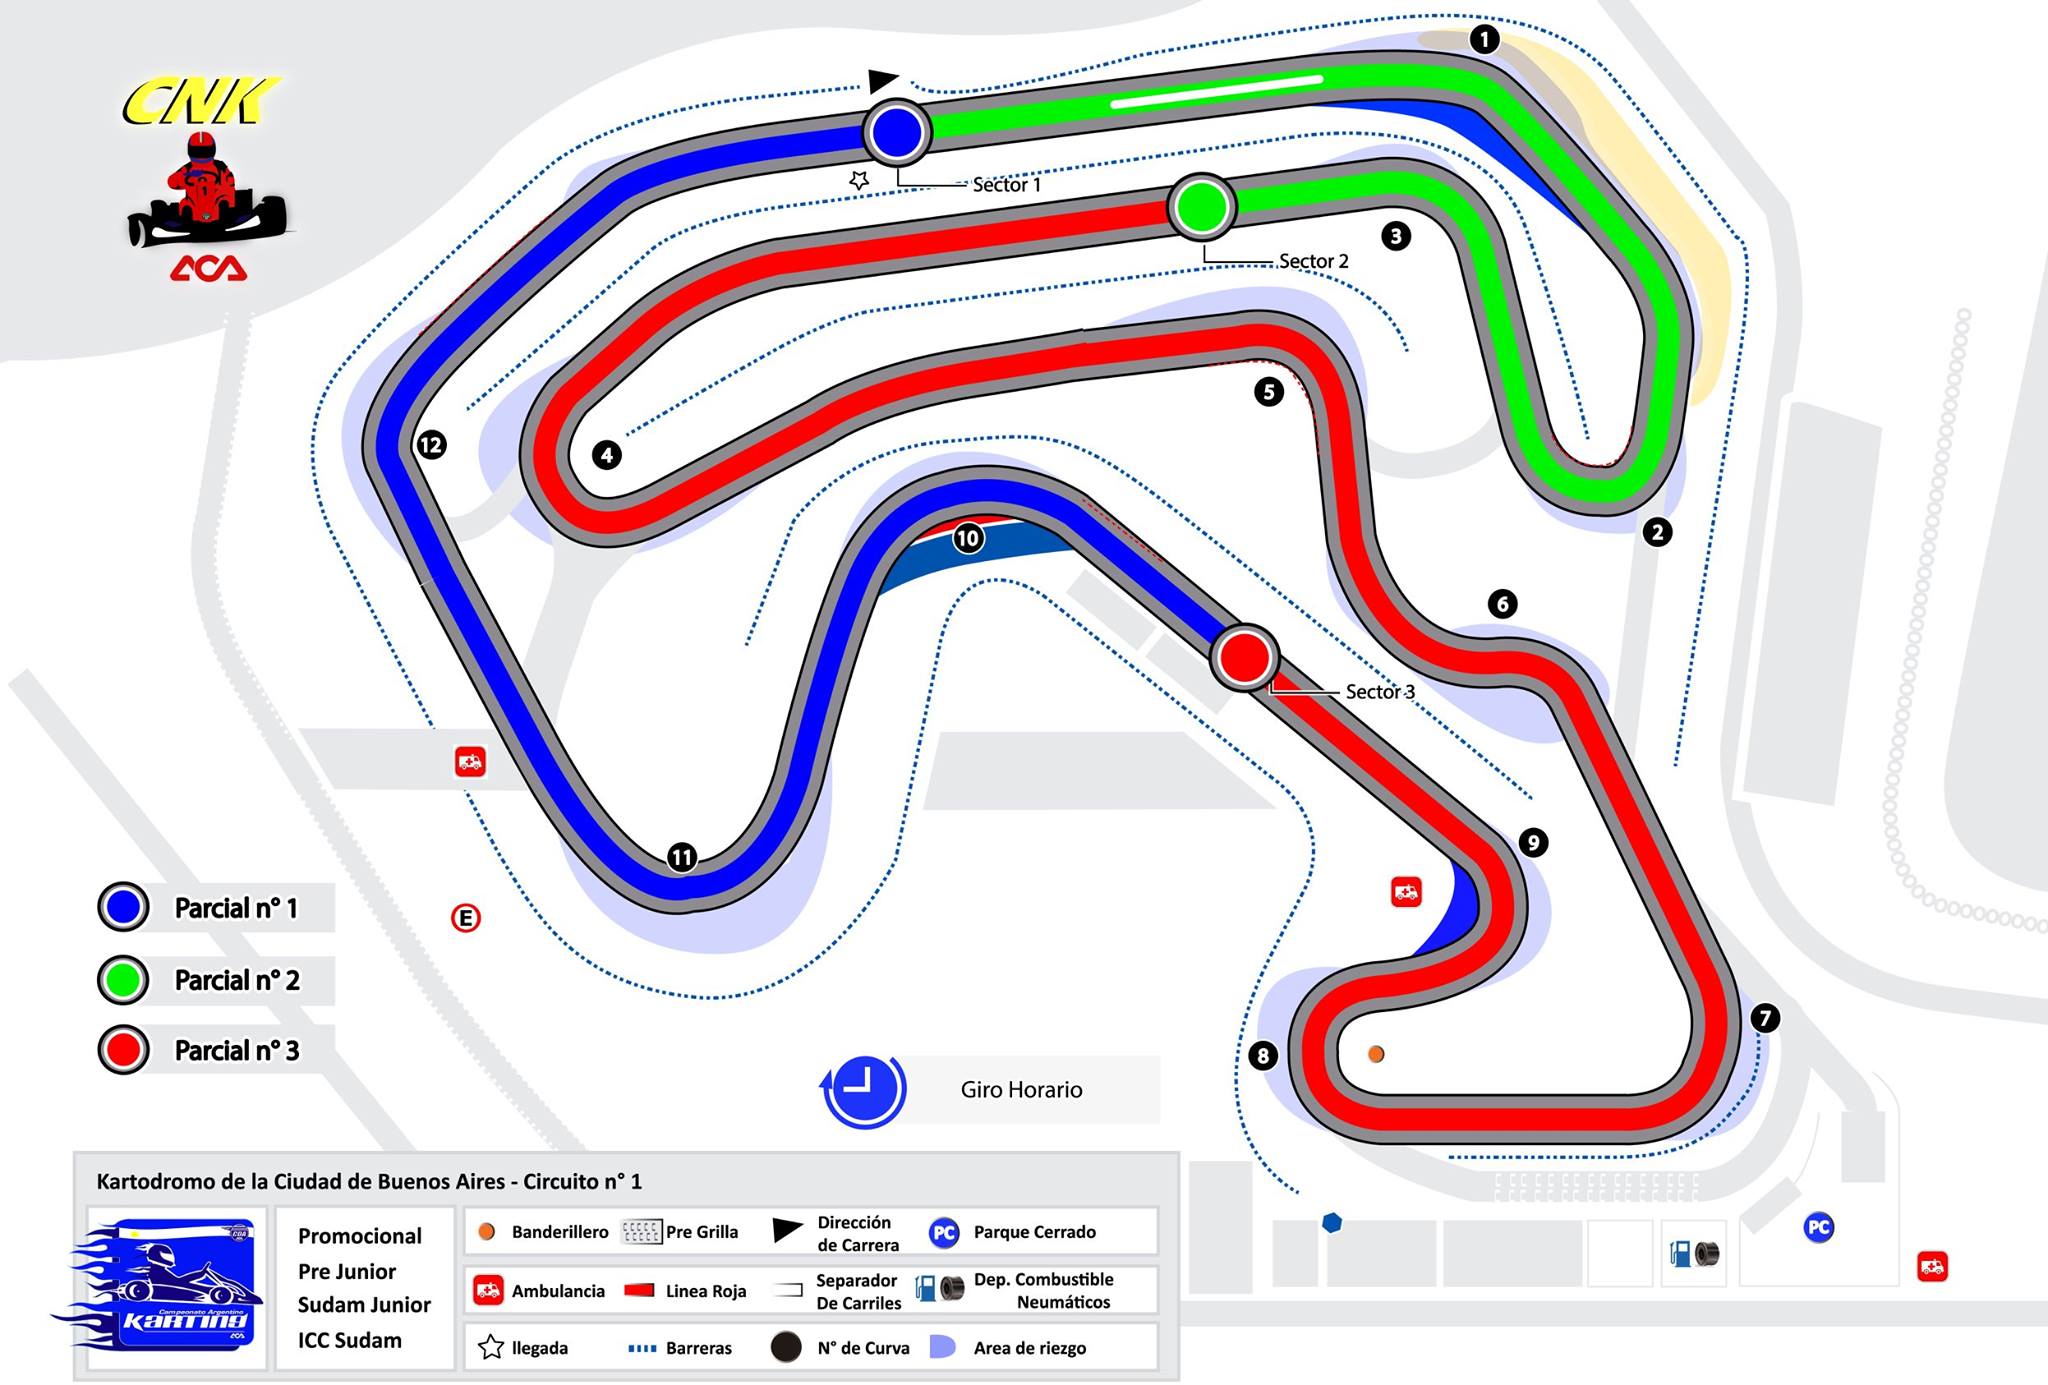 CNK
ACA
1
Sector 1
2
3
Sector 2
4
5
6
7
8
9
Sector 3
10
11
12
E
Parcial n° 1
Parcial n° 2
Parcial n° 3
Giro Horario
PC
Kartodromo de la Ciudad de Buenos Aires - Circuito n° 1
Campeonato Argentino
KARTING
ACA
Promocional
Pre Junior
Sudam Junior
ICC Sudam
Banderillero
Pre Grilla
Dirección
de Carrera
PC
Parque Cerrado
Ambulancia
Linea Roja
Separador
De Carriles
Dep. Combustible
Neumáticos
llegada
Barreras
N° de Curva
Area de riezgo